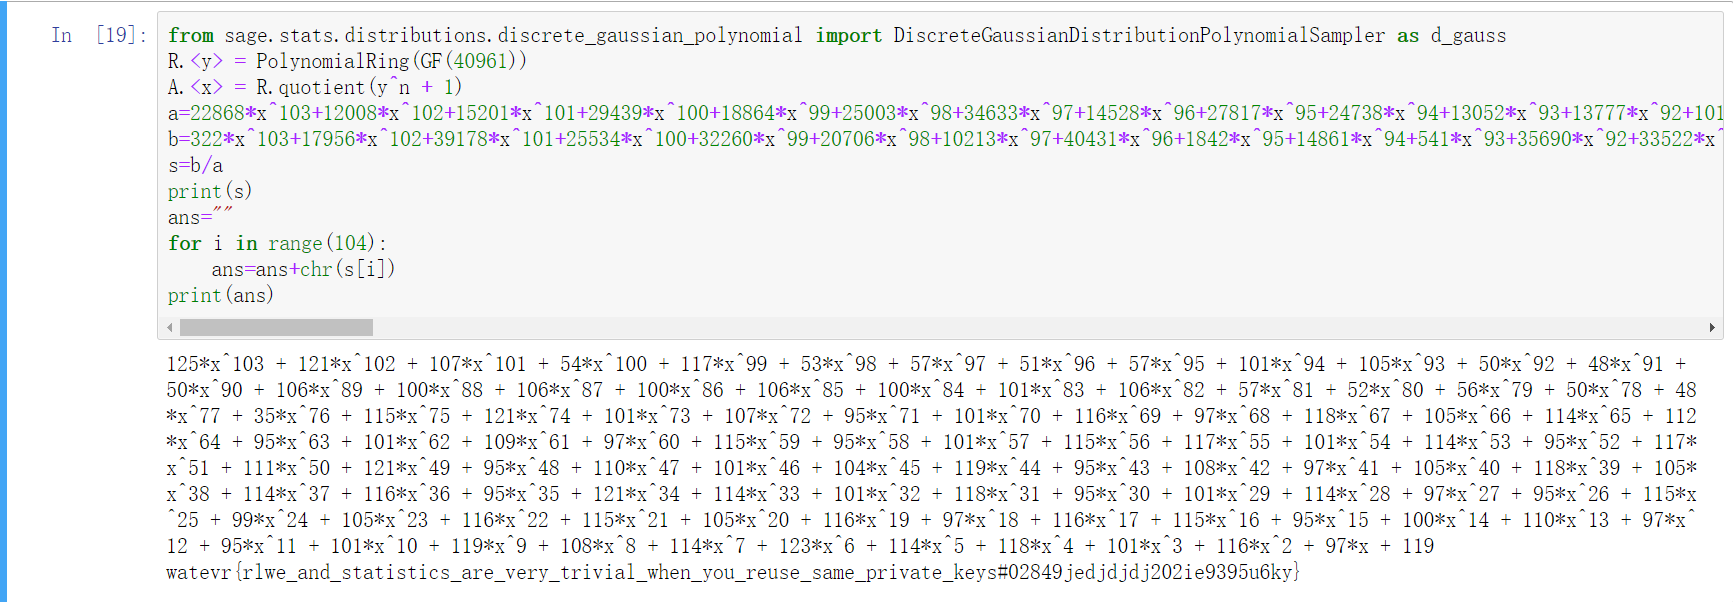 In [19]:
from sage.stats.distributions.discrete_gaussian_polynomial import DiscreteGaussianDistributionPolynomialSampler as d_gauss
R.<y> = PolynomialRing(GF(40961))
A.<x> = R.quotient(y^n + 1)
a=22868*x^103+12008*x^102+15201*x^101+29439*x^100+18864*x^99+25003*x^98+34633*x^97+14528*x^96+27817*x^95+24738*x^94+13052*x^93+13777*x^92+101
b=322*x^103+17956*x^102+39178*x^101+25534*x^100+32260*x^99+20706*x^98+10213*x^97+40431*x^96+1842*x^95+14861*x^94+541*x^93+35690*x^92+33522*x^
s=b/a
print(s)
ans=""
for i in range(104):
    ans=ans+chr(s[i])
print(ans)
125*x^103 + 121*x^102 + 107*x^101 + 54*x^100 + 117*x^99 + 53*x^98 + 57*x^97 + 51*x^96 + 57*x^95 + 101*x^94 + 105*x^93 + 50*x^92 + 48*x^91 +
50*x^90 + 106*x^89 + 100*x^88 + 106*x^87 + 100*x^86 + 106*x^85 + 100*x^84 + 101*x^83 + 106*x^82 + 57*x^81 + 52*x^80 + 56*x^79 + 50*x^78 + 48
*x^77 + 35*x^76 + 115*x^75 + 121*x^74 + 101*x^73 + 107*x^72 + 95*x^71 + 101*x^70 + 116*x^69 + 97*x^68 + 118*x^67 + 105*x^66 + 114*x^65 + 112
*x^64 + 95*x^63 + 101*x^62 + 109*x^61 + 97*x^60 + 115*x^59 + 95*x^58 + 101*x^57 + 115*x^56 + 117*x^55 + 101*x^54 + 114*x^53 + 95*x^52 + 117*
x^51 + 111*x^50 + 121*x^49 + 95*x^48 + 110*x^47 + 101*x^46 + 104*x^45 + 119*x^44 + 95*x^43 + 108*x^42 + 97*x^41 + 105*x^40 + 118*x^39 + 105*
x^38 + 114*x^37 + 116*x^36 + 95*x^35 + 121*x^34 + 114*x^33 + 101*x^32 + 118*x^31 + 95*x^30 + 101*x^29 + 114*x^28 + 97*x^27 + 95*x^26 + 115*x
^25 + 99*x^24 + 105*x^23 + 116*x^22 + 115*x^21 + 105*x^20 + 116*x^19 + 97*x^18 + 116*x^17 + 115*x^16 + 95*x^15 + 100*x^14 + 110*x^13 + 97*x^
12 + 95*x^11 + 101*x^10 + 119*x^9 + 108*x^8 + 114*x^7 + 123*x^6 + 114*x^5 + 118*x^4 + 101*x^3 + 116*x^2 + 97*x + 119
watevr{rlwe_and_statistics_are_very_trivial_when_you_reuse_same_private_keys#02849jedjdjdj202ie9395u6ky}